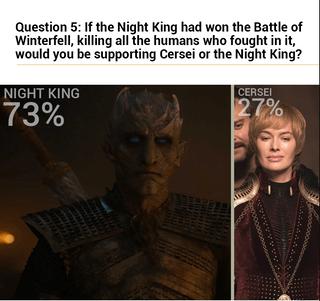 Question 5: If the Night King had won the Battle of
Winterfell, killing all the humans who fought in it,
would you be supporting Cersei or the Night King?
NIGHT KING
73%
CERSEI
27%